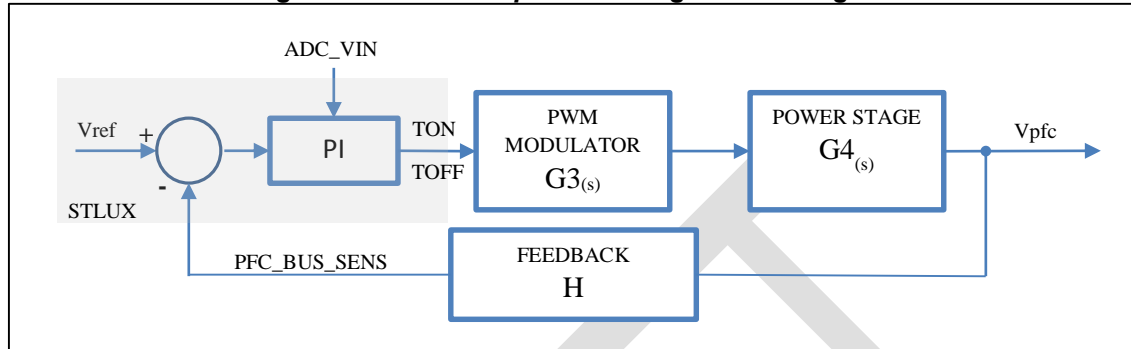 ADC_VIN
Vref
+
-
PI
TON
TOFF
STLUX
PWM
MODULATOR
G3(s)
POWER STAGE
G4(s)
Vpfc
PFC_BUS_SENS
FEEDBACK
H